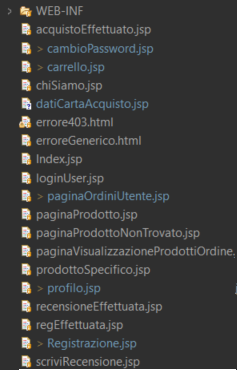 > WEB-INF
acquistoEffettuato.jsp
> cambioPassword.jsp
> carrello.jsp
chiSiamo.jsp
datiCartaAcquisto.jsp
errore403.html
erroreGenerico.html
Index.jsp
loginUser.jsp
> paginaOrdiniUtente.jsp
paginaProdotto.jsp
paginaProdottoNonTrovato.jsp
paginaVisualizzazioneProdottiOrdine.
prodottoSpecifico.jsp
> profilo.jsp
recensioneEffettuata.jsp
regEffettuata.jsp
> Registrazione.jsp
scriviRecensione.jsp